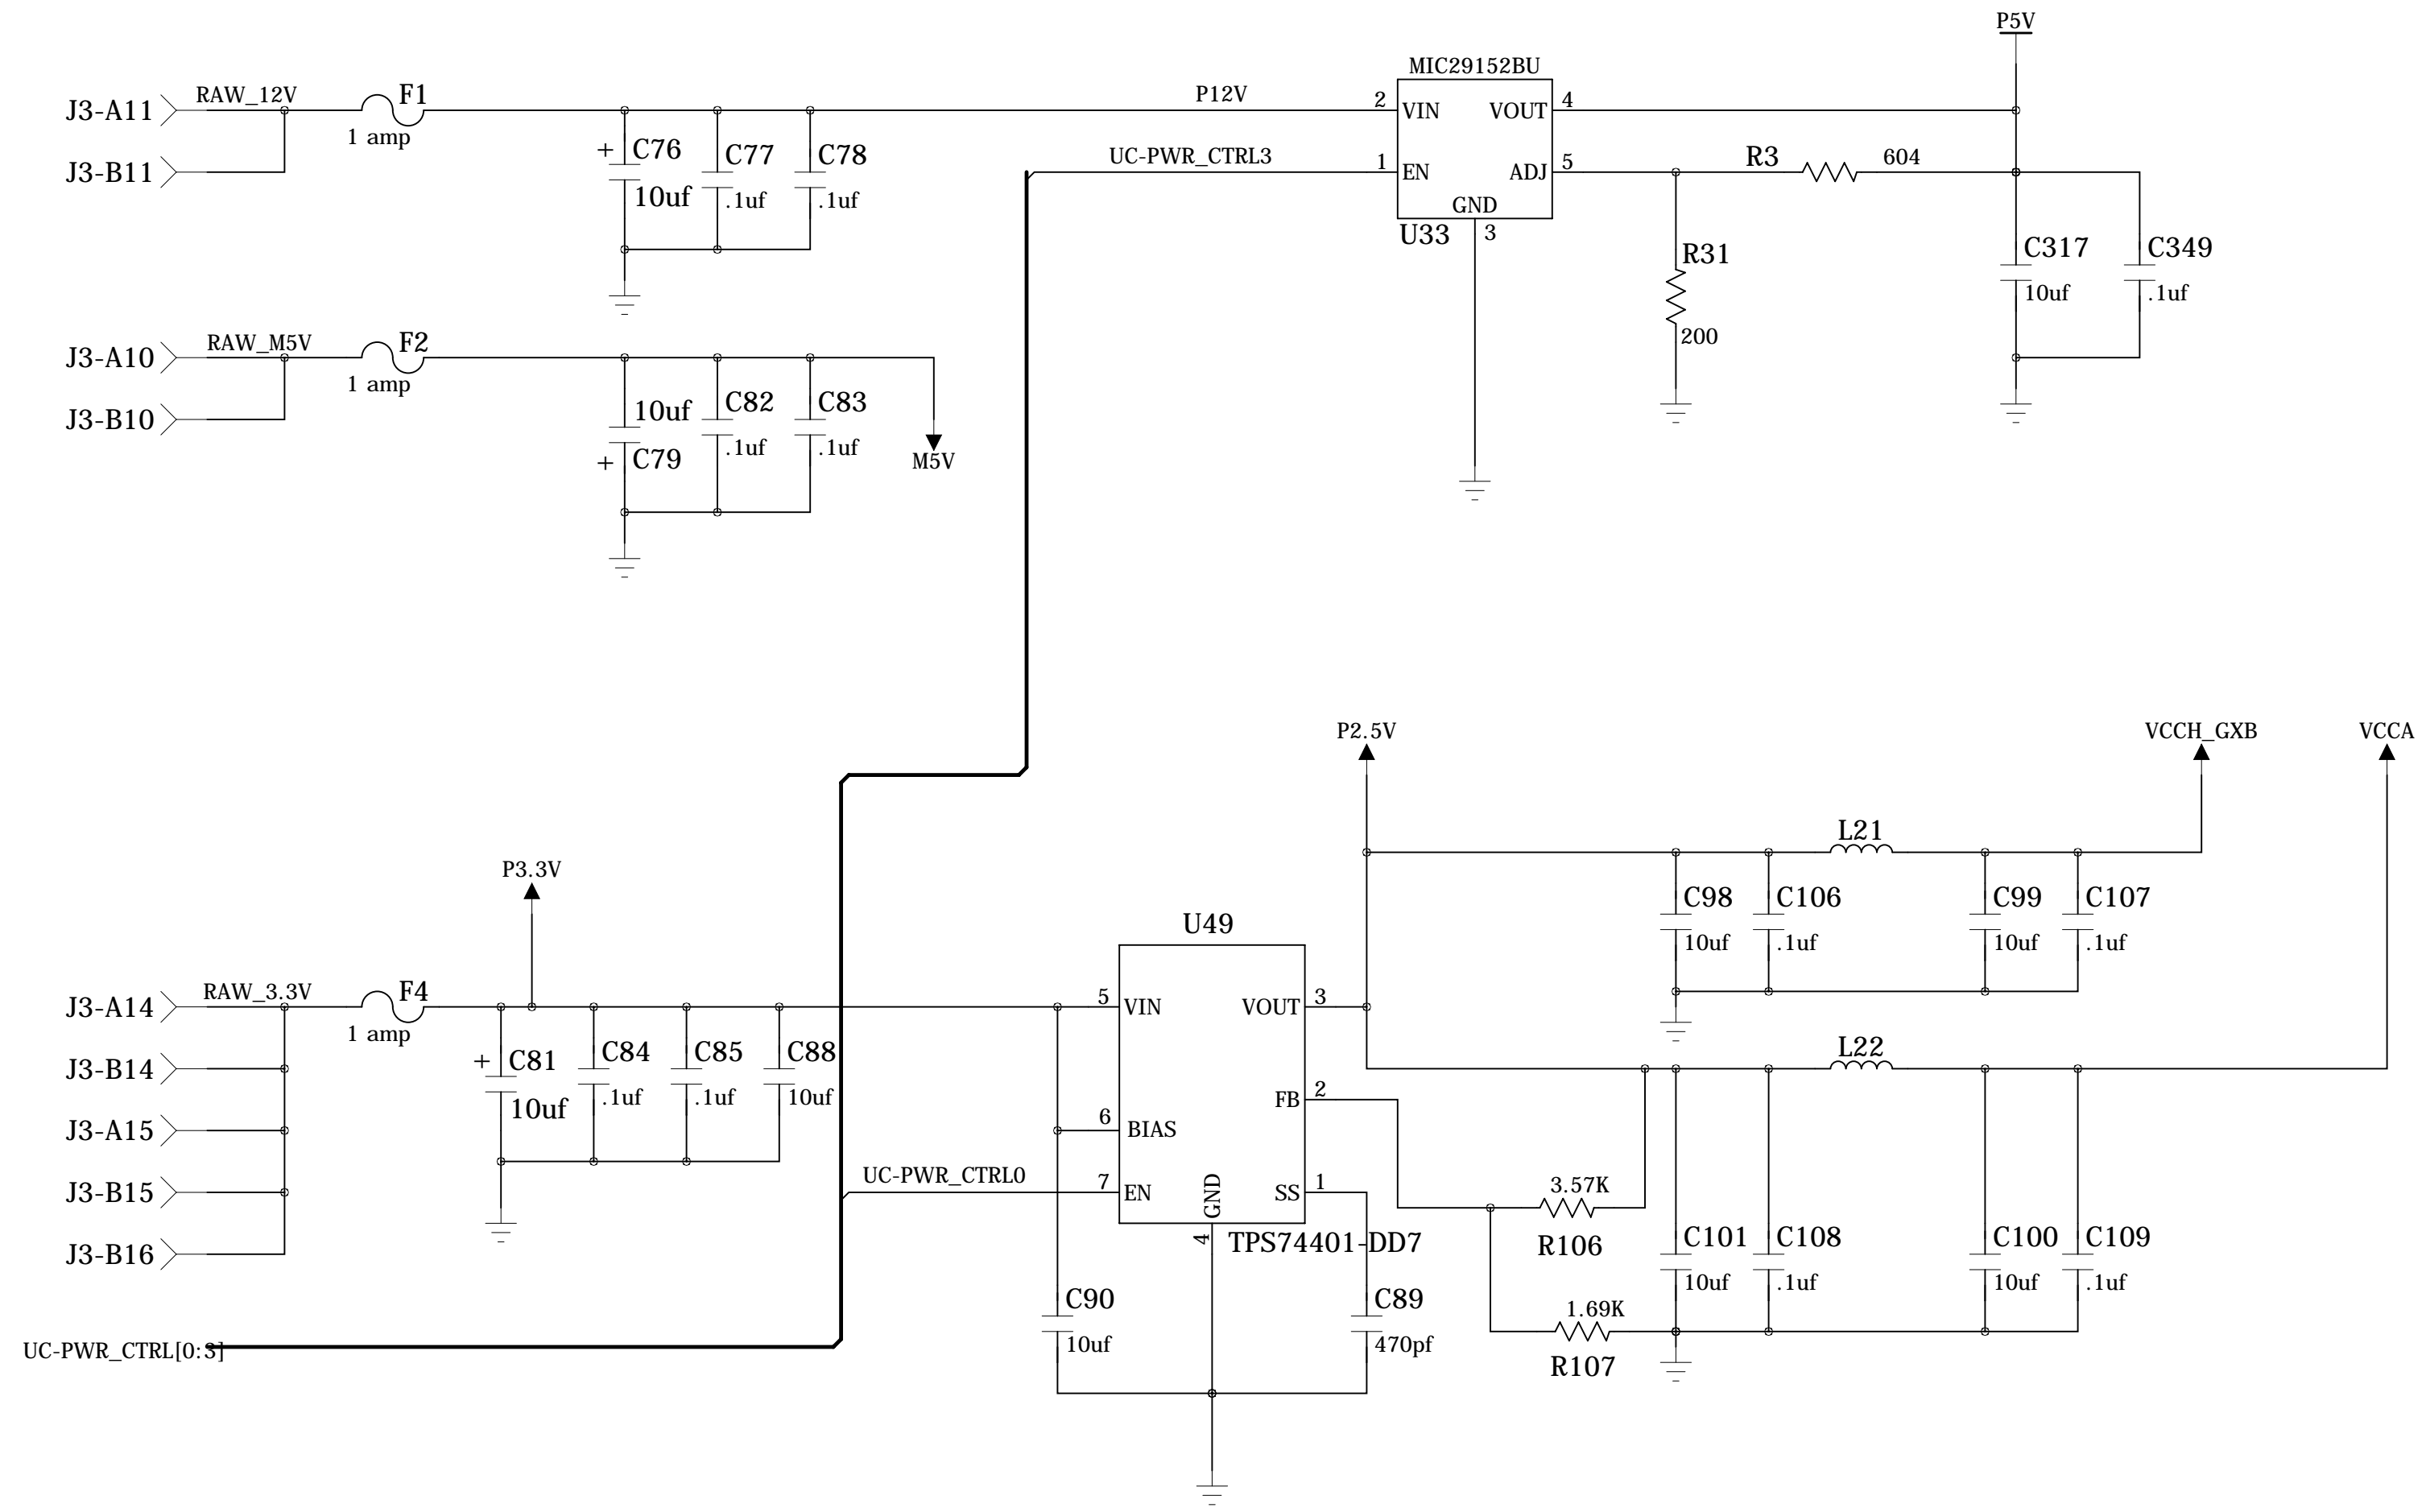 P5V
MIC29152BU
J3-A11
RAW_12V
F1
1 amp
P12V
2
VIN
VOUT
4
J3-B11
+
C76
10uf
C77
.1uf
C78
.1uf
UC-PWR_CTRL3
1
EN
ADJ
5
R3
604
GND
U33
3
R31
200
C317
10uf
C349
.1uf
J3-A10
RAW_M5V
F2
1 amp
J3-B10
10uf
+
C79
C82
.1uf
C83
.1uf
M5V
P2.5V
VCCH_GXB
VCCA
L21
P3.3V
C98
10uf
C106
.1uf
C99
10uf
C107
.1uf
U49
J3-A14
RAW_3.3V
F4
1 amp
5
VIN
VOUT
3
J3-B14
+
C81
10uf
C84
.1uf
C85
.1uf
C88
10uf
L22
FB
2
J3-A15
6
BIAS
J3-B15
UC-PWR_CTRL0
7
EN
GND
SS
1
3.57K
R106
4
TPS74401-DD7
J3-B16
C101
10uf
C108
.1uf
C100
10uf
C109
.1uf
C90
10uf
C89
470pf
1.69K
R107
UC-PWR_CTRL[0:3]